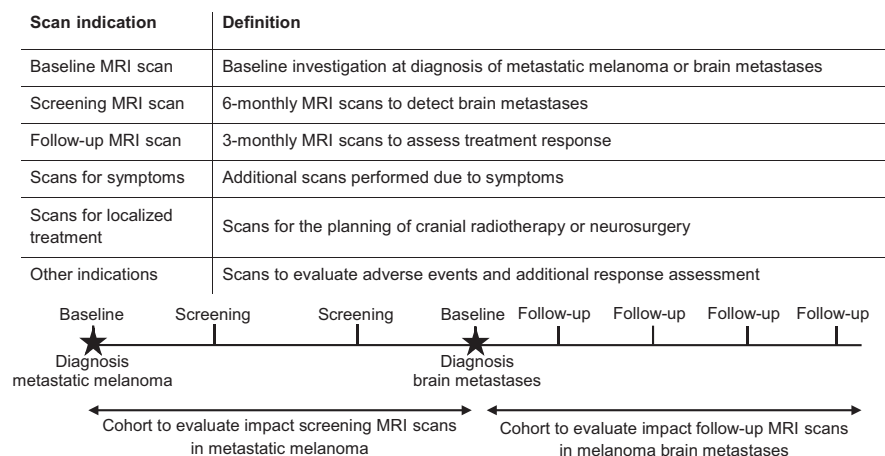 Scan indication Definition
Baseline MRI scan Baseline investigation at diagnosis of metastatic melanoma or brain metastases
Screening MRI scan 6-monthly MRI scans to detect brain metastases
Follow-up MRI scan 3-monthly MRI scans to assess treatment response
Scans for symptoms Additional scans performed due to symptoms
Scans for localized
treatment
Scans for the planning of cranial radiotherapy or neurosurgery
Other indications Scans to evaluate adverse events and additional response assessment
Baseline Screening Screening Baseline Follow-up Follow-up Follow-up Follow-up
Diagnosis
metastatic melanoma
Diagnosis
brain metastases
Cohort to evaluate impact screening MRI scans
in metastatic melanoma
Cohort to evaluate impact follow-up MRI scans
in melanoma brain metastases